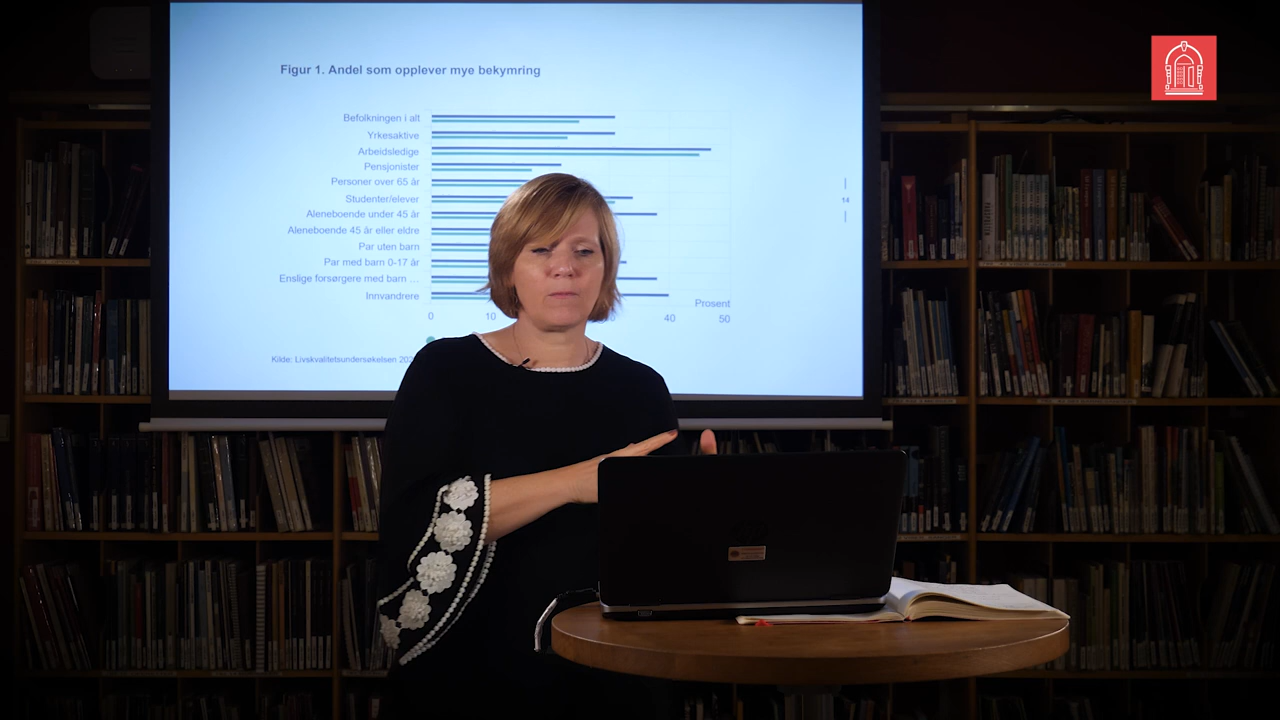 Figur 1. Andel som opplever mye bekymring
Befolkningen i alt
Yrkesaktive
Arbeidsledige
Pensjonister
Personer over 65 år
Studenter/elever
Aleneboende under 45 år
Aleneboende 45 år eller eldre
Par uten barn
Par med barn 0-17 år
Enslige forsørgere med barn ...
Innvandrere
Prosent
0 10 40 50
Kilde: Livskvalitetsundersøkelsen
14